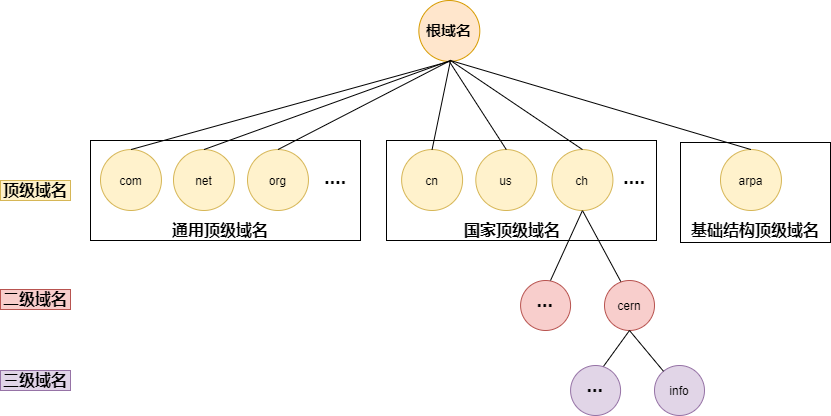 根域名
com
net
org
....
cn
us
ch
....
arpa
顶级域名
通用顶级域名
国家顶级域名
基础结构顶级域名
二级域名
...
cern
三级域名
...
info